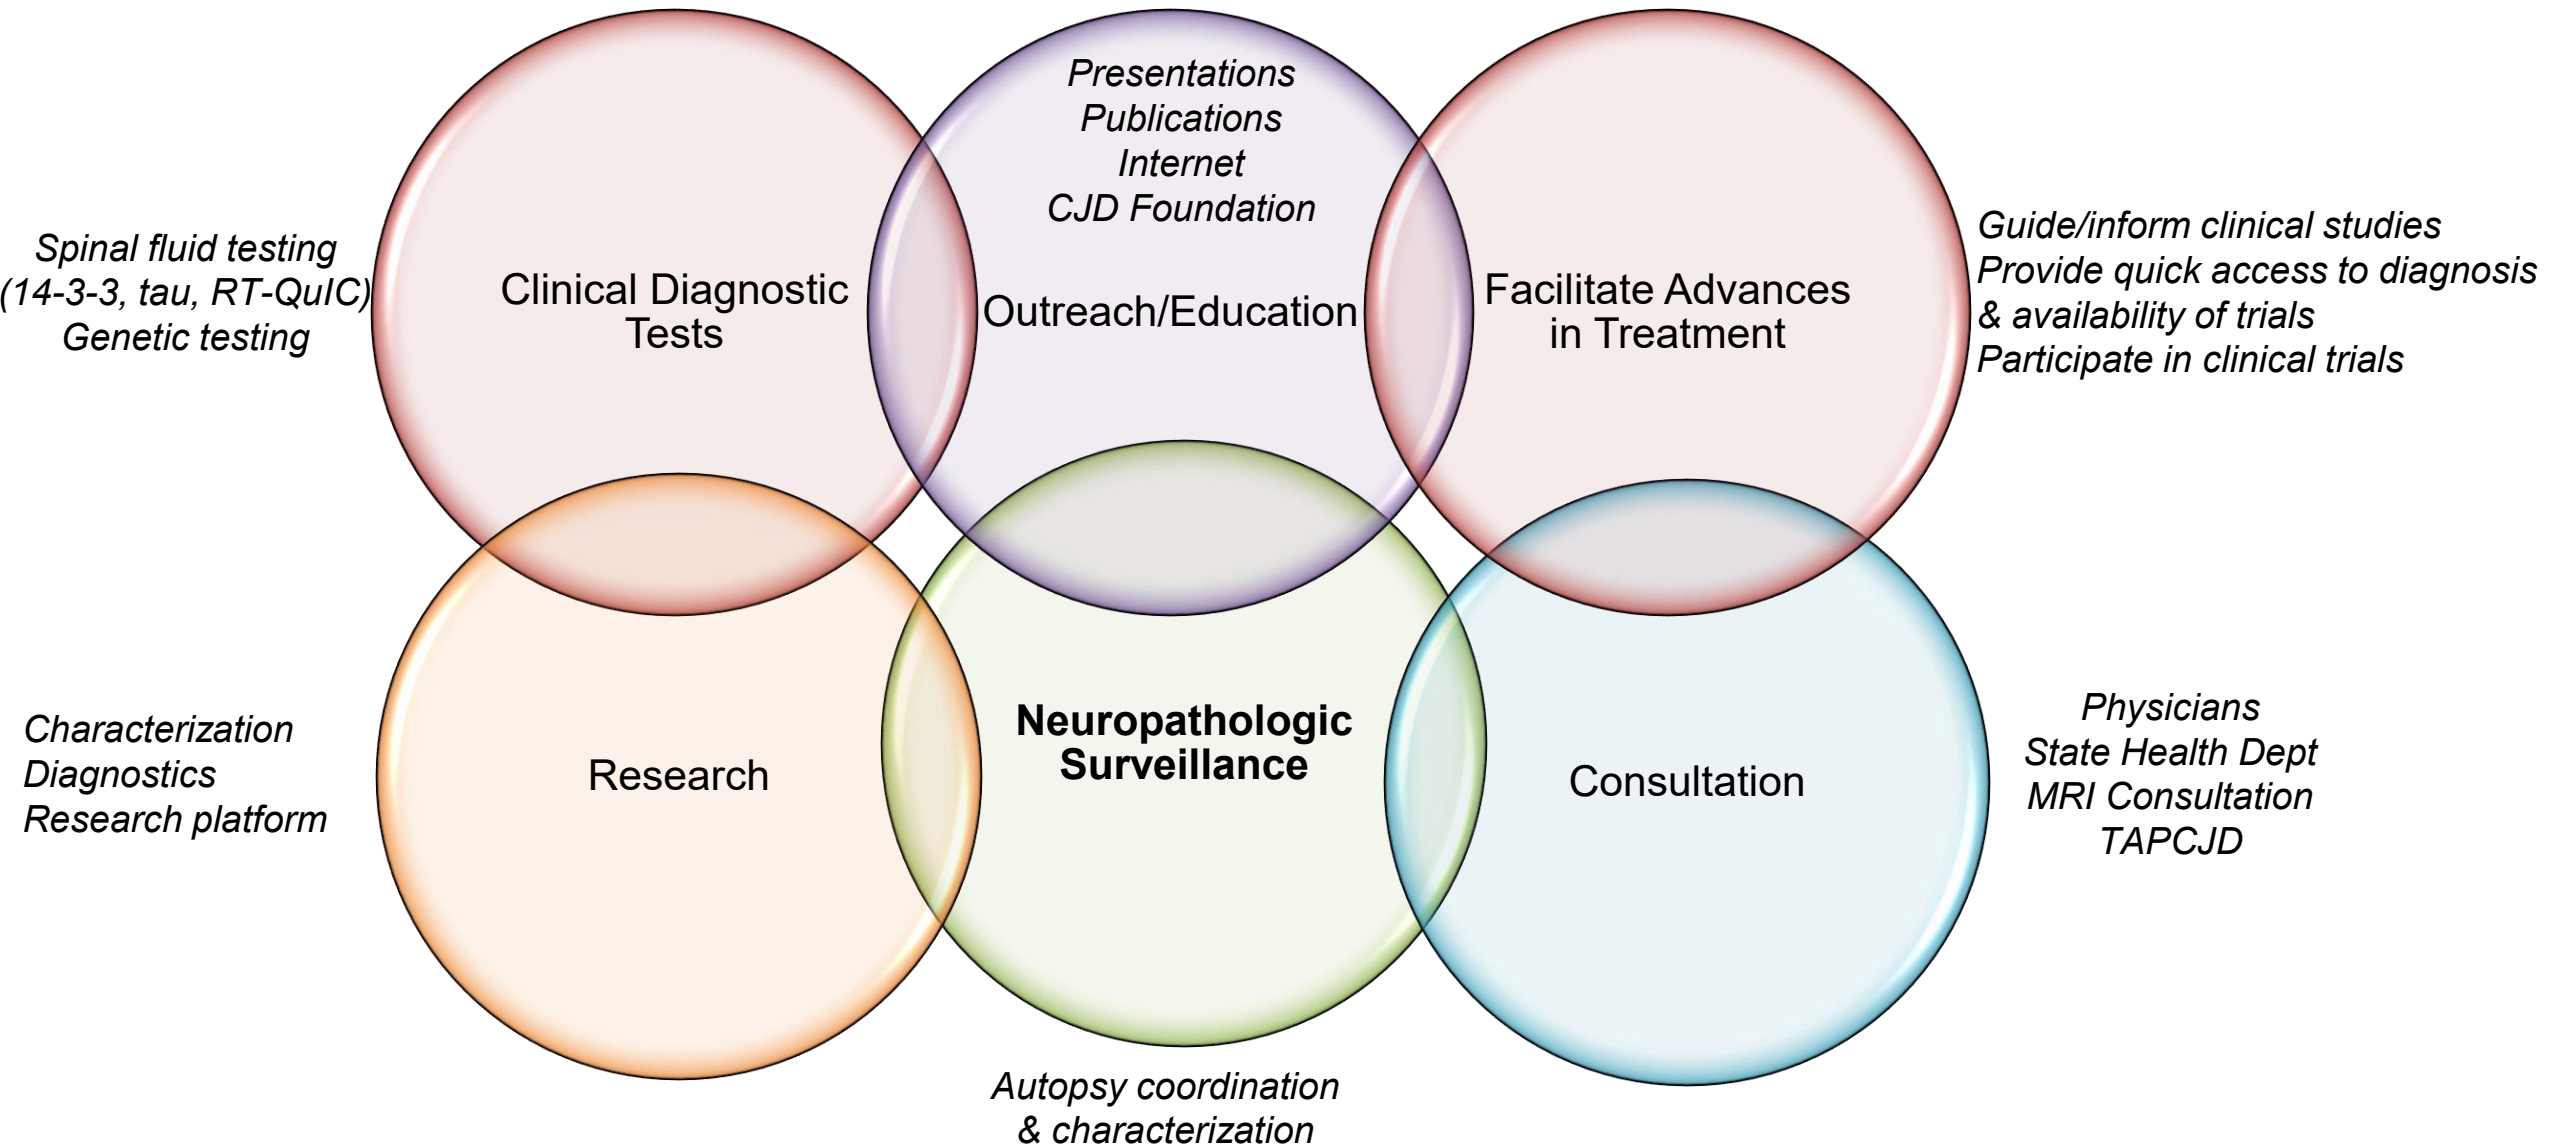 Presentations
Publications
Internet
CJD Foundation
Spinal fluid testing
(14-3-3, tau, RT-QuIC)
Genetic testing
Clinical Diagnostic
Tests
Outreach/Education
Facilitate Advances
in Treatment
Guide/inform clinical studies
Provide quick access to diagnosis
& availability of trials
Participate in clinical trials
Characterization
Diagnostics
Research platform
Research
Neuropathologic
Surveillance
Consultation
Physicians
State Health Dept
MRI Consultation
TAPCJD
Autopsy coordination
& characterization